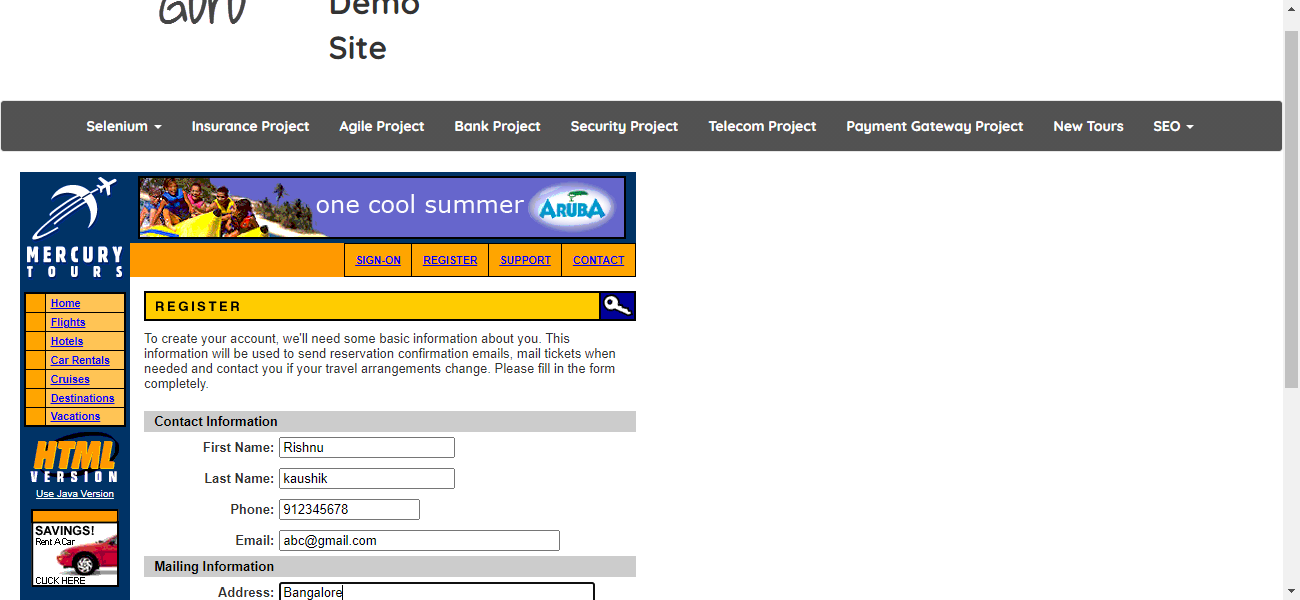 Guru
Demo
Site
Selenium Insurance Project Agile Project Bank Project Security Project Telecom Project Payment Gateway Project New Tours SEO
MERCURY
TOURS
one cool summer ARUBA
SIGN-ON REGISTER SUPPORT CONTACT
Home
Flights
Hotels
Car Rentals
Cruises
Destinations
Vacations
HTML
VERSION
Use Java Version
SAVINGS!
Rent A Car
CLICK HERE
REGISTER
To create your account, we'll need some basic information about you. This
information will be used to send reservation confirmation emails, mail tickets when
needed and contact you if your travel arrangements change. Please fill in the form
completely.
Contact Information
First Name: Rishnu
Last Name: kaushik
Phone: 912345678
Email: abc@gmail.com
Mailing Information
Address: Bangalore